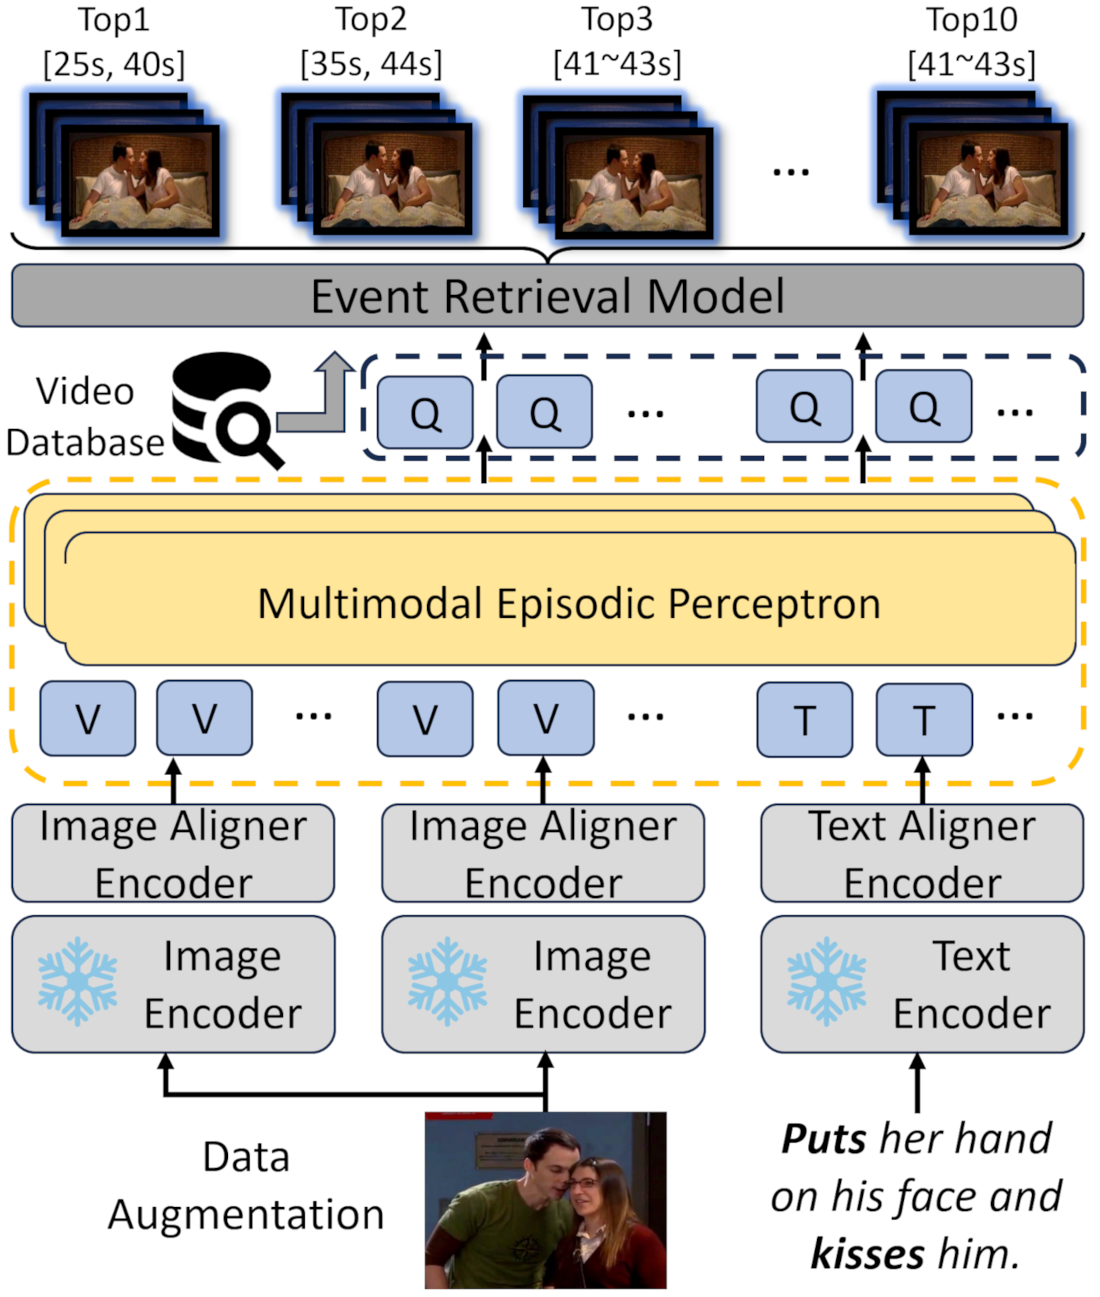 Top1
Top2
Top3
Top10
[25s, 40s]
[35s, 44s]
[41~43s]
[41~43s]
...
Event Retrieval Model
Video
Database
Q
Q
...
Q
Q
...
Multimodal Episodic Perceptron
V
V
...
V
V
...
T
T
...
Image Aligner
Encoder
Image Aligner
Encoder
Text Aligner
Encoder
Image
Encoder
Image
Encoder
Text
Encoder
Data
Augmentation
Puts her hand
on his face and
kisses him.